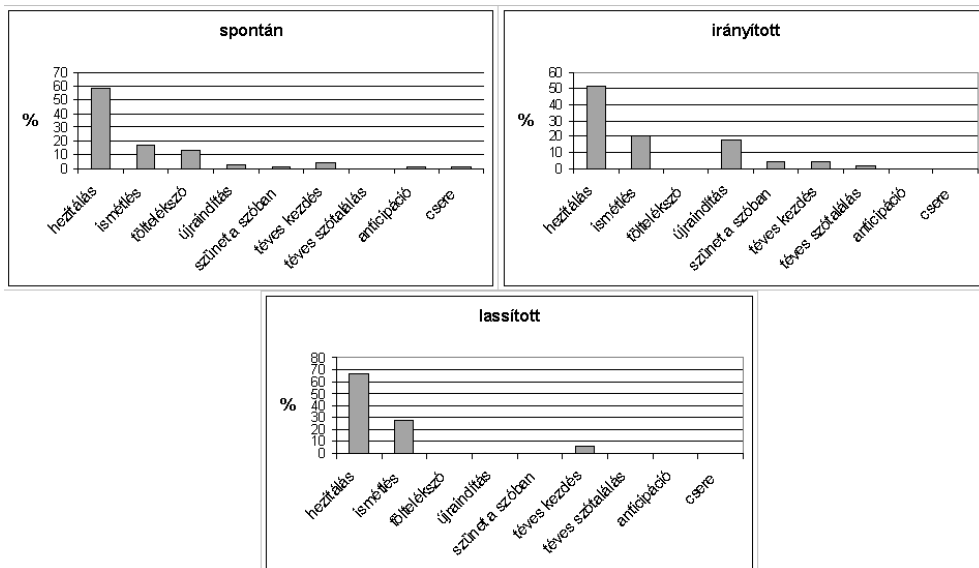 spontán
%
70
60
50
40
30
20
10
0
hezitálás
ismétlés
töltelékszó
újraindítás
szünet a szóban
téves kezdés
téves szótalálás
anticipáció
csere
irányított
%
60
50
40
30
20
10
0
hezitálás
ismétlés
töltelékszó
újraindítás
szünet a szóban
téves kezdés
téves szótalálás
anticipáció
csere
lassított
%
80
70
60
50
40
30
20
10
0
hezitálás
ismétlés
töltelékszó
újraindítás
szünet a szóban
téves kezdés
téves szótalálás
anticipáció
csere